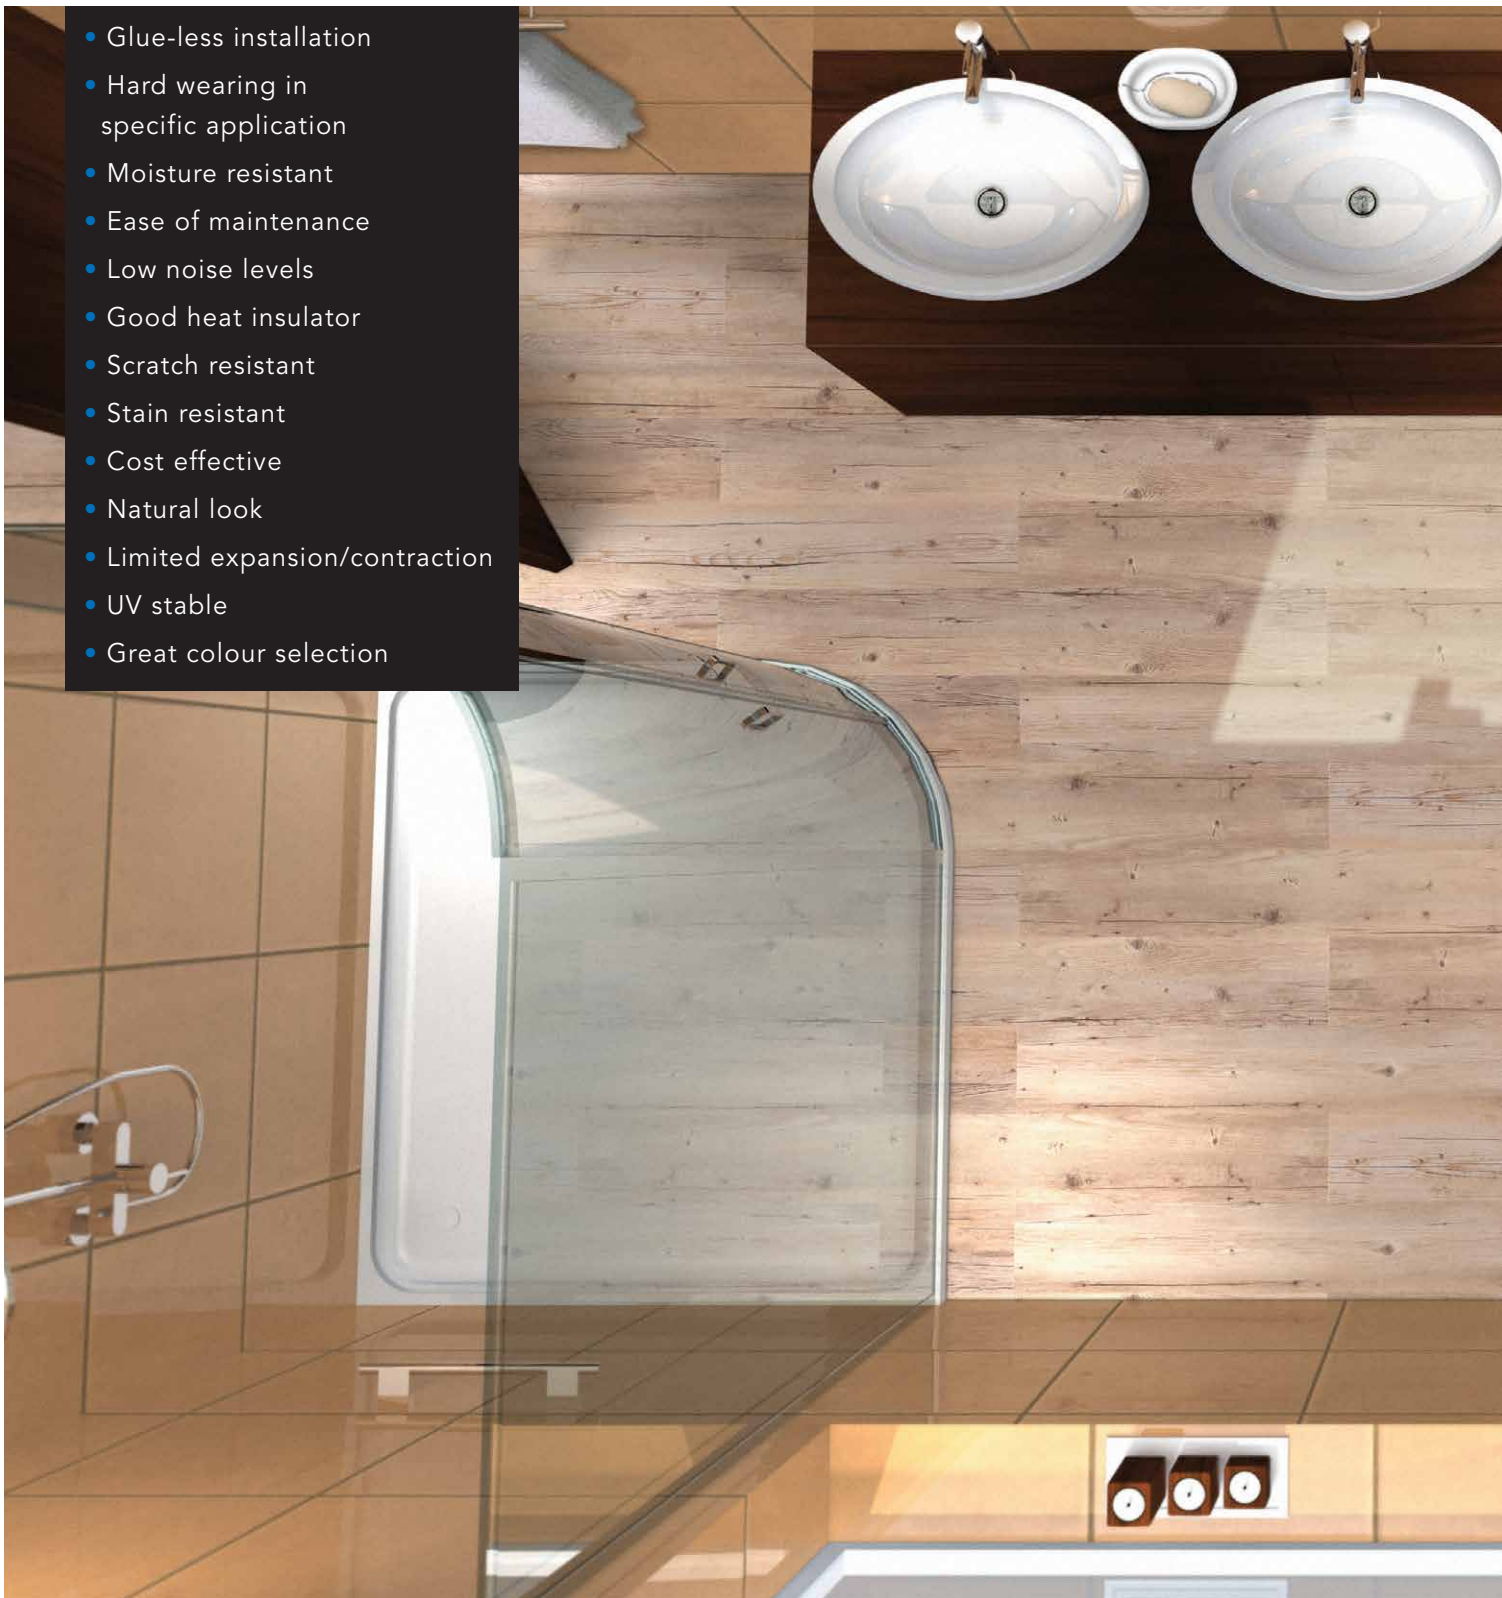 • Glue-less installation
• Hard wearing in
specific application
• Moisture resistant
• Ease of maintenance
• Low noise levels
• Good heat insulator
• Scratch resistant
• Stain resistant
• Cost effective
• Natural look
• Limited expansion/contraction
• UV stable
• Great colour selection